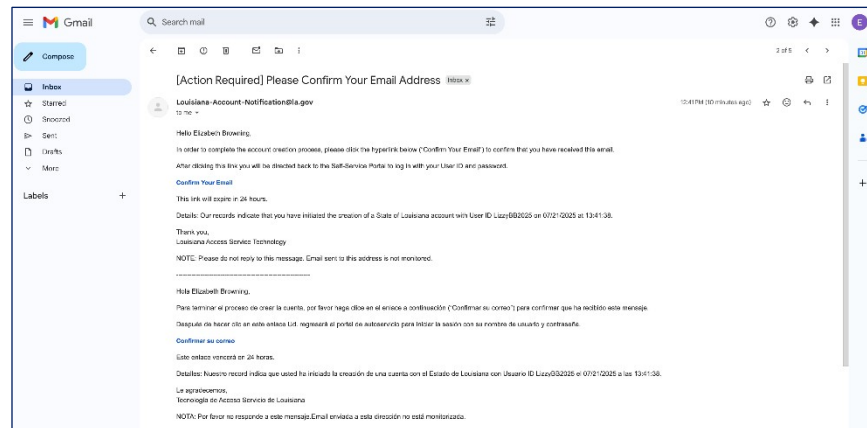 Gmail
Search mail
Compose
2 of 5
Inbox
Starred
Snoozed
Sent
Drafts
More
Labels
[Action Required] Please Confirm Your Email Address Inbox x
Louisiana-Account-Notification@la.gov
12:41 PM (10 minutes ago)
to me
Hello Elizabeth Browning,
In order to complete the account creation process, please click the hyperlink below ("Confirm Your Email") to confirm that you have received this email.
After clicking this link you will be directed back to the Self-Service Portal to log in with your User ID and password.
Confirm Your Email
This link will expire in 24 hours.
Details: Our records indicate that you have initiated the creation of a State of Louisiana account with User ID LizzyBB2025 on 07/21/2025 at 13:41:38.
Thank you,
Louisiana Access Service Technology
NOTE: Please do not reply to this message. Email sent to this address is not monitored.
Hola Elizabeth Browning,
Para terminar el proceso de crear la cuenta, por favor haga clice en el enlace a continuación ("Confirmar su correo") para confirmar que ha recibido este mensaje.
Después de hacer clic en este enlace Ud. regresará al portal de autoservicio para iniciar la sesión con su nombre de usuario y contraseña.
Confirmar su correo
Este enlace vencerá en 24 horas.
Detalles: Nuestro record indica que usted ha iniciado la creación de una cuenta con el Estado de Louisiana con Usuario ID LizzyBB2025 el 07/21/2025 a las 13:41:38.
Le agradecemos,
Tecnología de Acceso Servicio de Louisiana
NOTA: Por favor no responde a este mensaje.Email enviada a esta dirección no está monitorizada.
E